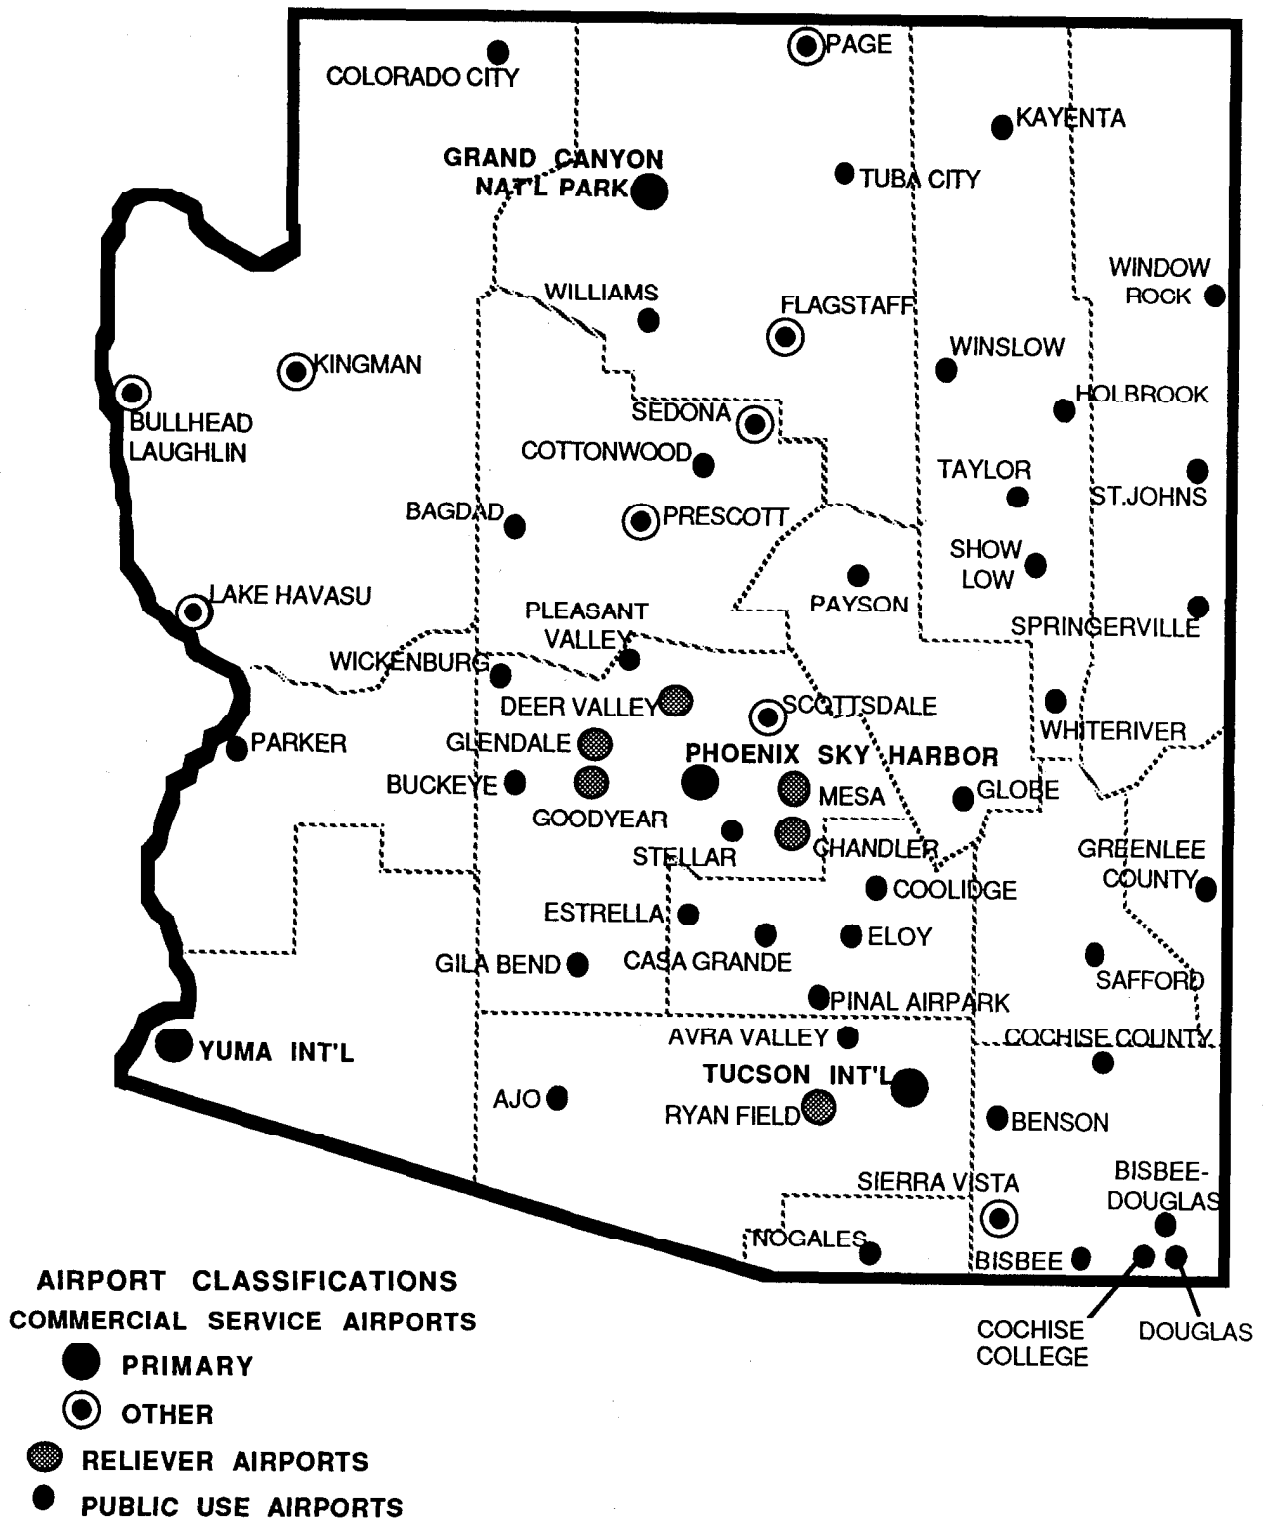 PAGE
COLORADO CITY
KAYENTA
GRAND CANYON
NAT'L PARK
TUBA CITY
WINDOW
ROCK
WILLIAMS
FLAGSTAFF
WINSLOW
KINGMAN
HOLBROOK
BULLHEAD
LAUGHLIN
SEDONA
COTTONWOOD
TAYLOR
ST.JOHNS
BAGDAD
PRESCOTT
SHOW
LOW
LAKE HAVASU
PAYSON
PLEASANT
VALLEY
SPRINGERVILLE
WICKENBURG
DEER VALLEY
SCOTTSDALE
WHITERIVER
PARKER
GLENDALE
PHOENIX SKY HARBOR
BUCKEYE
MESA
GLOBE
GOODYEAR
STELLAR
CHANDLER
GREENLEE
COUNTY
COOLIDGE
ESTRELLA
ELOY
GILA BEND
CASA GRANDE
SAFFORD
PINAL AIRPARK
AVRA VALLEY
COCHISE COUNTY
YUMA INT'L
TUCSON INT'L
AJO
RYAN FIELD
BENSON
SIERRA VISTA
BISBEE-
DOUGLAS
NOGALES
BISBEE
COCHISE
COLLEGE
DOUGLAS
AIRPORT CLASSIFICATIONS
COMMERCIAL SERVICE AIRPORTS
PRIMARY
OTHER
RELIEVER AIRPORTS
PUBLIC USE AIRPORTS